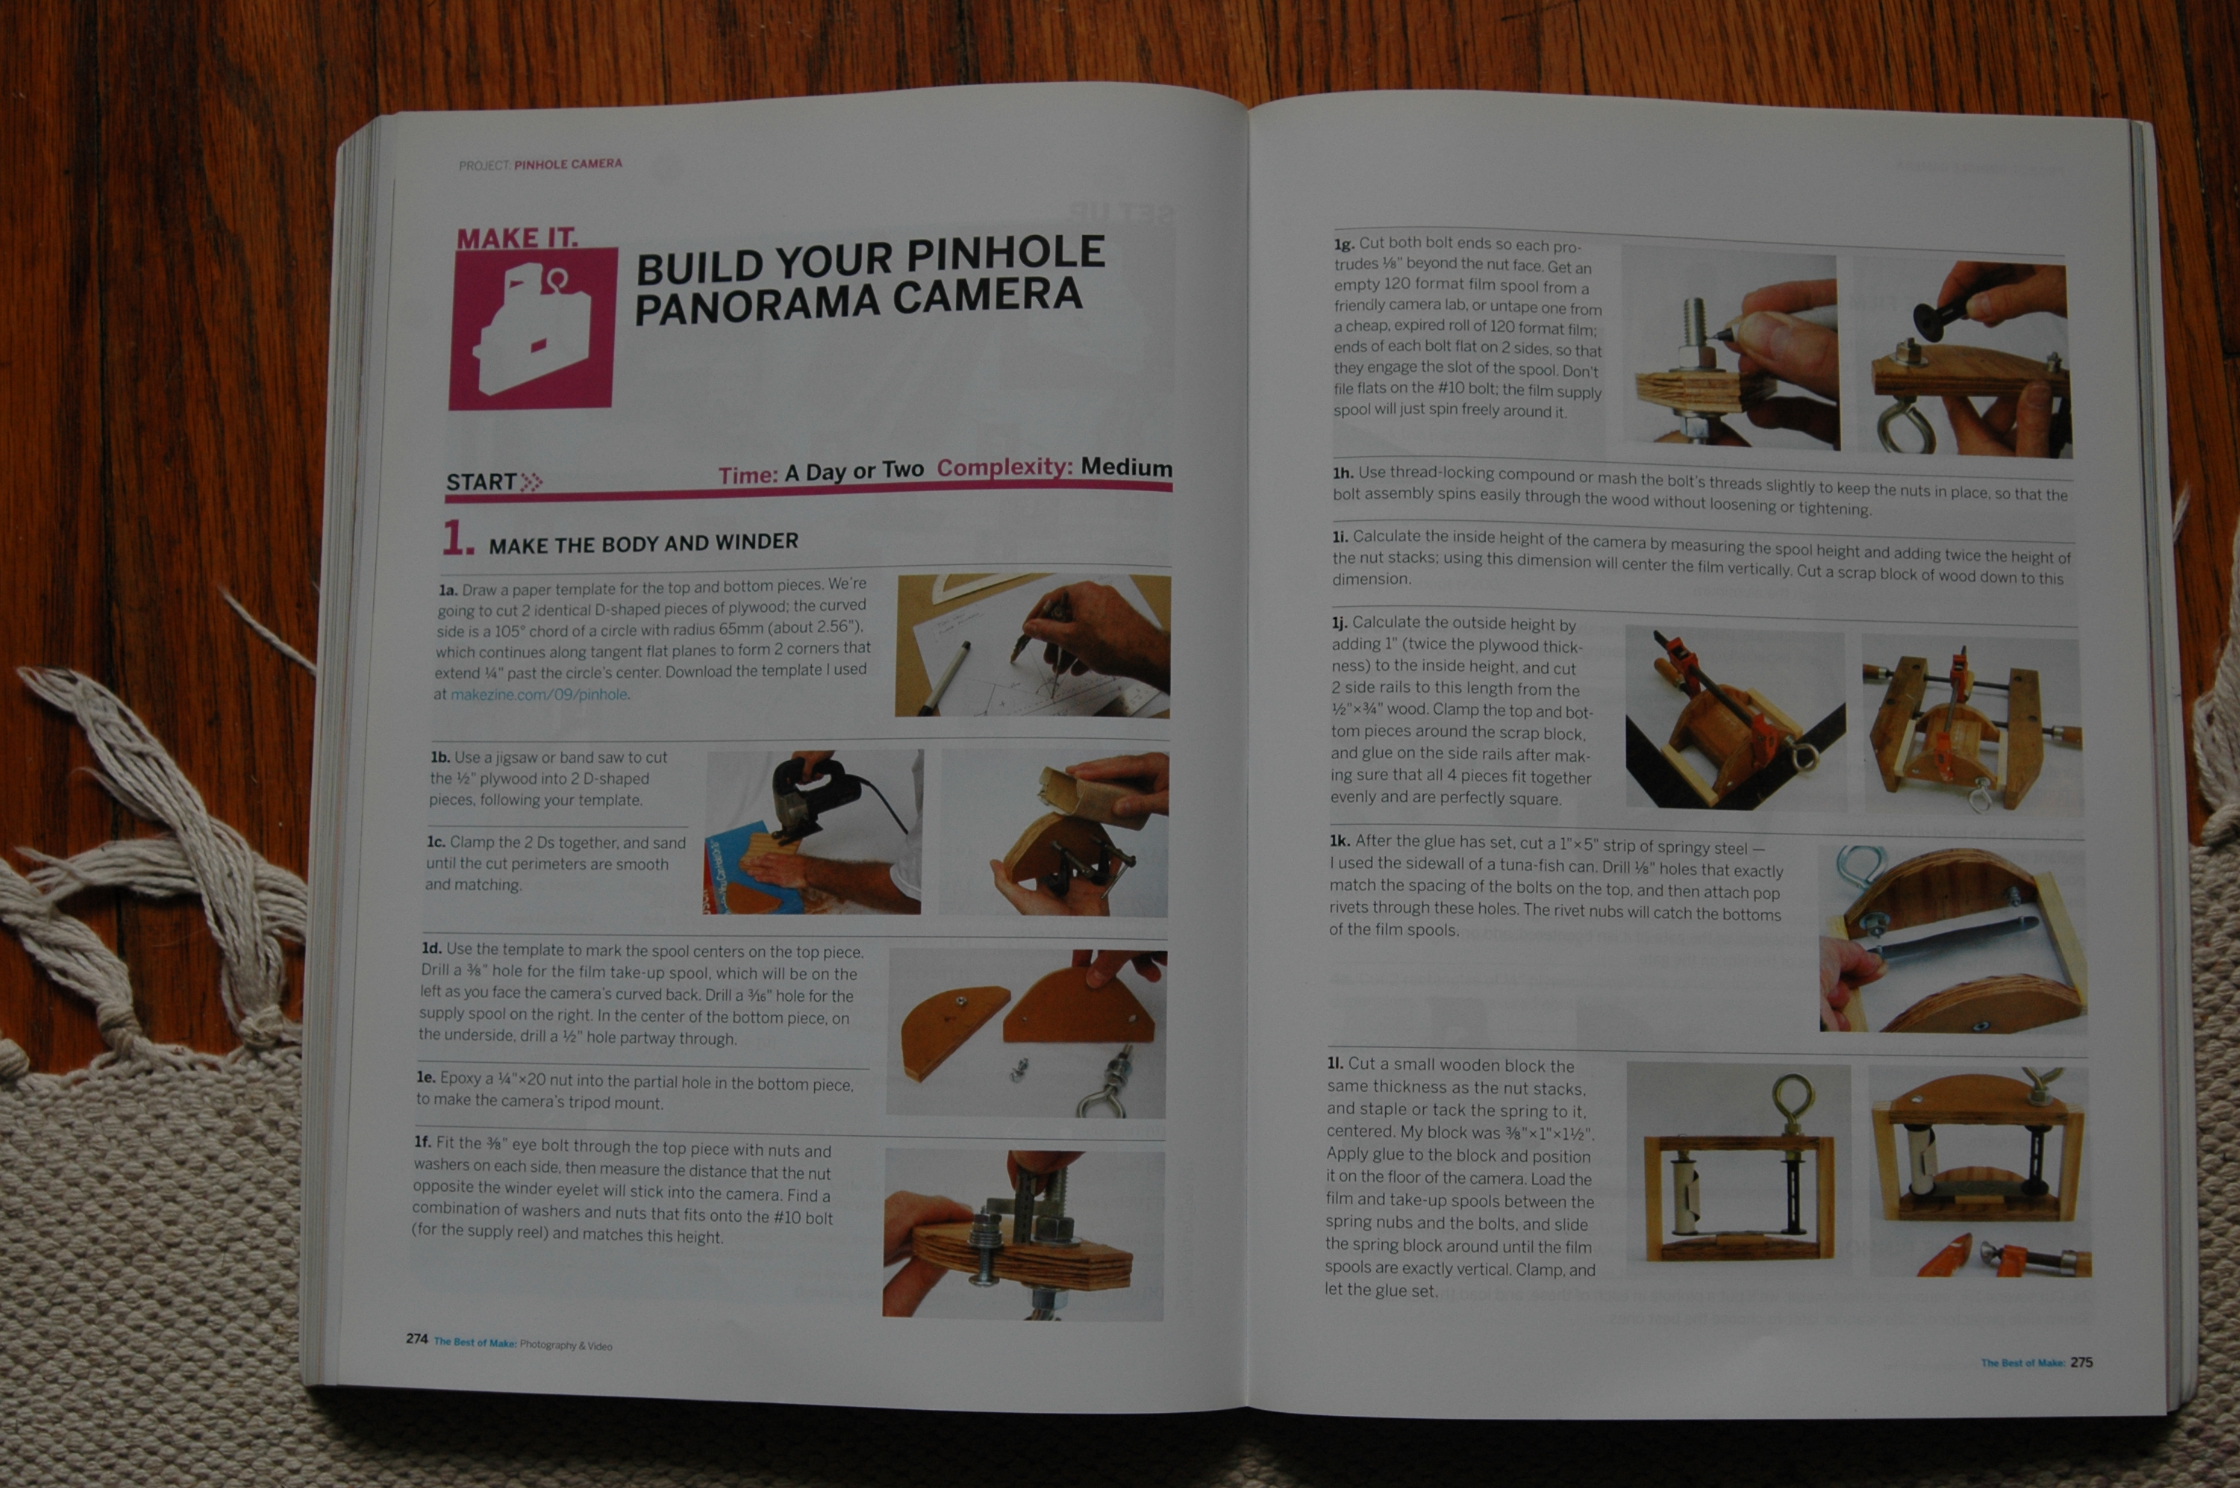 PROJECT: PINHOLE CAMERA
MAKE IT.
BUILD YOUR PINHOLE
PANORAMA CAMERA
START>> Time: A Day or Two Complexity: Medium
1. MAKE THE BODY AND WINDER
1a. Draw a paper template for the top and bottom pieces. We're
going to cut 2 identical D-shaped pieces of plywood; the curved
side is a 105° chord of a circle with radius 65mm (about 2.56"),
which continues along tangent flat planes to form 2 corners that
extend ¼" past the circle's center. Download the template I used
at makezine.com/09/pinhole.
1b. Use a jigsaw or band saw to cut
the ½" plywood into 2 D-shaped
pieces, following your template.
1c. Clamp the 2 Ds together, and sand
until the cut perimeters are smooth
and matching.
1d. Use the template to mark the spool centers on the top piece.
Drill a ⅜" hole for the film take-up spool, which will be on the
left as you face the camera's curved back. Drill a 3/16" hole for the
supply spool on the right. In the center of the bottom piece, on
the underside, drill a ½" hole partway through.
1e. Epoxy a ¼"×20 nut into the partial hole in the bottom piece,
to make the camera's tripod mount.
1f. Fit the ⅜" eye bolt through the top piece with nuts and
washers on each side, then measure the distance that the nut
opposite the winder eyelet will stick into the camera. Find a
combination of washers and nuts that fits onto the #10 bolt
(for the supply reel) and matches this height.
274 The Best of Make: Photography & Video
1g. Cut both bolt ends so each pro-
trudes ⅛" beyond the nut face. Get an
empty 120 format film spool from a
friendly camera lab, or untape one from
a cheap, expired roll of 120 format film;
ends of each bolt flat on 2 sides, so that
they engage the slot of the spool. Don't
file flats on the #10 bolt; the film supply
spool will just spin freely around it.
1h. Use thread-locking compound or mash the bolt's threads slightly to keep the nuts in place, so that the
bolt assembly spins easily through the wood without loosening or tightening.
1i. Calculate the inside height of the camera by measuring the spool height and adding twice the height of
the nut stacks; using this dimension will center the film vertically. Cut a scrap block of wood down to this
dimension.
1j. Calculate the outside height by
adding 1" (twice the plywood thick-
ness) to the inside height, and cut
2 side rails to this length from the
½"×¾" wood. Clamp the top and bot-
tom pieces around the scrap block,
and glue on the side rails after mak-
ing sure that all 4 pieces fit together
evenly and are perfectly square.
1k. After the glue has set, cut a 1"×5" strip of springy steel —
I used the sidewall of a tuna-fish can. Drill ⅛" holes that exactly
match the spacing of the bolts on the top, and then attach pop
rivets through these holes. The rivet nubs will catch the bottoms
of the film spools.
1l. Cut a small wooden block the
same thickness as the nut stacks,
and staple or tack the spring to it,
centered. My block was ⅜"×1"×1½".
Apply glue to the block and position
it on the floor of the camera. Load the
film and take-up spools between the
spring nubs and the bolts, and slide
the spring block around until the film
spools are exactly vertical. Clamp, and
let the glue set.
The Best of Make: 275